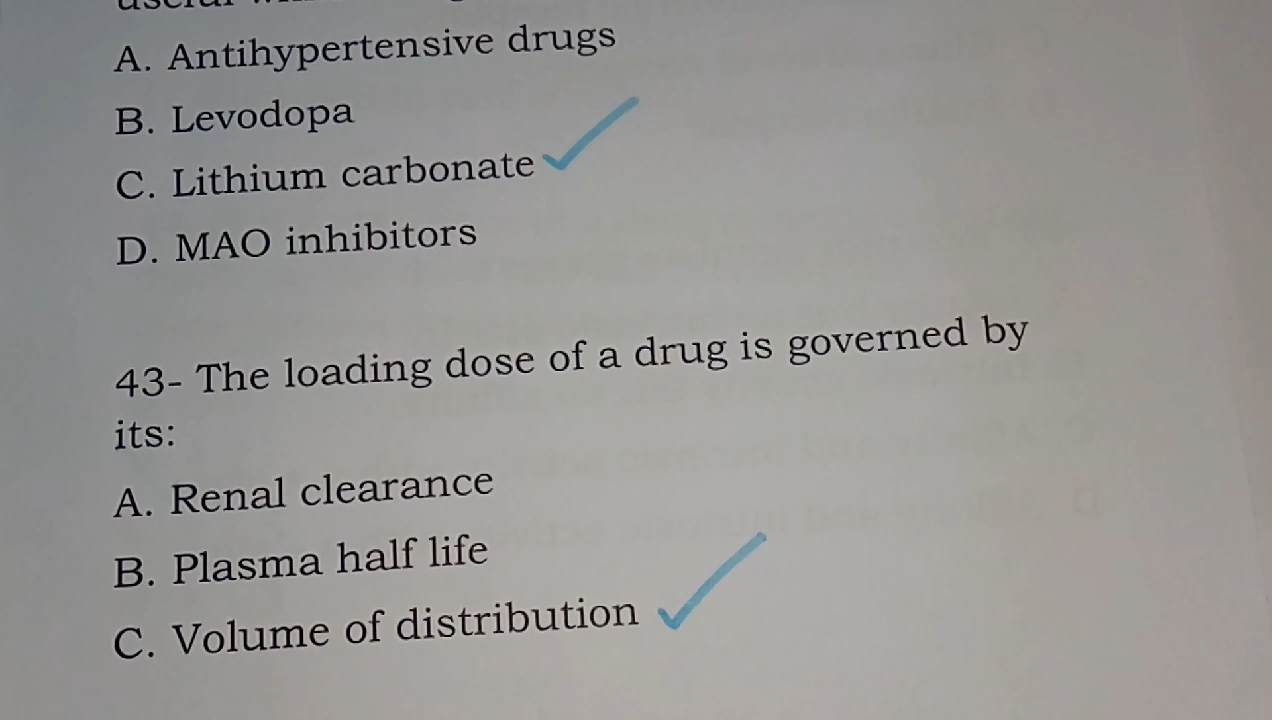 A. Antihypertensive drugs
B. Levodopa
C. Lithium carbonate
D. MAO inhibitors
43- The loading dose of a drug is governed by
its:
A. Renal clearance
B. Plasma half life
C. Volume of distribution